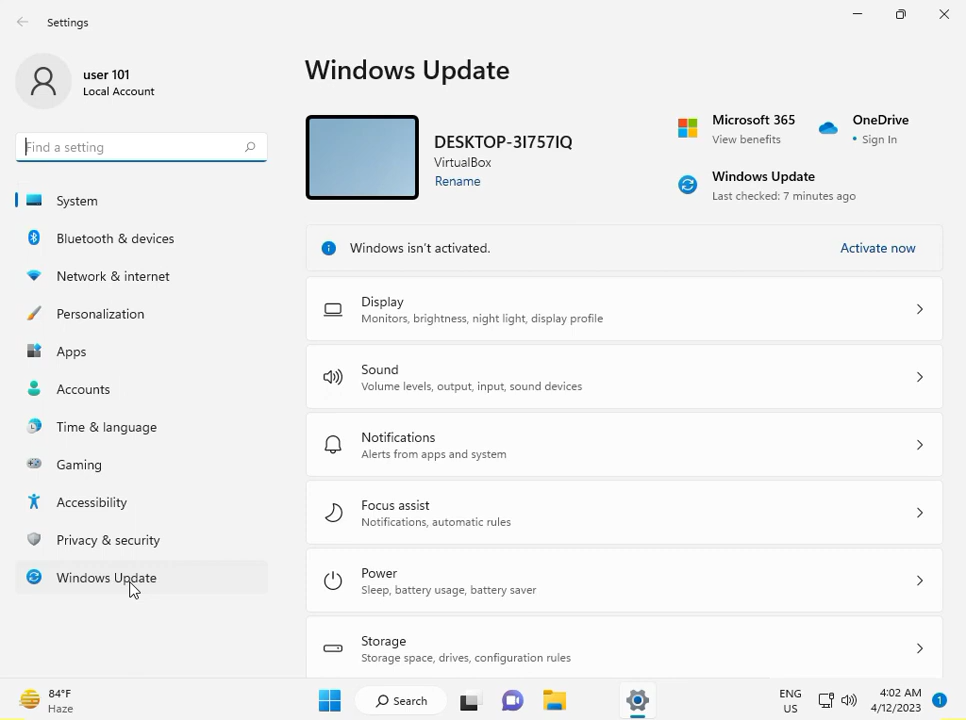 Settings
user 101
Local Account
Find a setting
System
Bluetooth & devices
Network & internet
Personalization
Apps
Accounts
Time & language
Gaming
Accessibility
Privacy & security
Windows Update
Windows Update
DESKTOP-3I757IQ
VirtualBox
Rename
Microsoft 365
View benefits
OneDrive
• Sign In
Windows Update
Last checked: 7 minutes ago
Windows isn't activated.
Activate now
Display
Monitors, brightness, night light, display profile
Sound
Volume levels, output, input, sound devices
Notifications
Alerts from apps and system
Focus assist
Notifications, automatic rules
Power
Sleep, battery usage, battery saver
Storage
Storage space, drives, configuration rules
84°F
Haze
Search
ENG
US
4:02 AM
4/12/2023
1